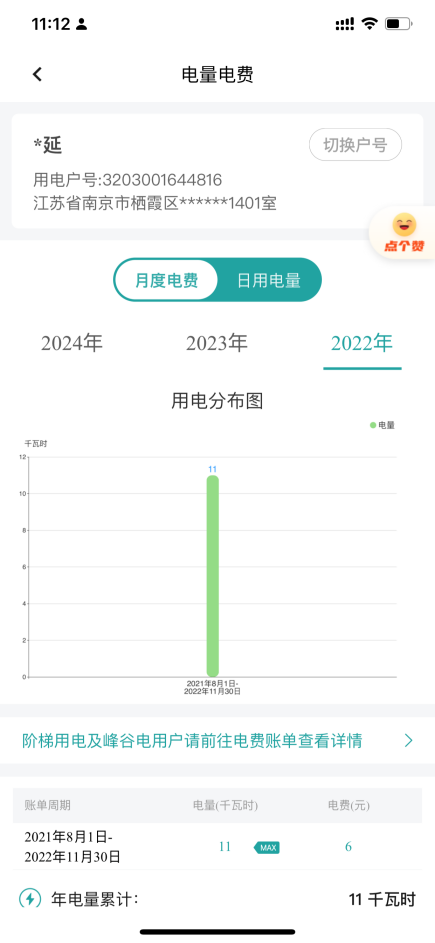 11:12
电量电费
*延
切换户号
用电户号:3203001644816
江苏省南京市栖霞区******1401室
点个赞
月度电费 日用电量
2024年 2023年 2022年
用电分布图
电量
千瓦时
12
11
10
8
6
4
2
0
2021年8月1日-
2022年11月30日
阶梯用电及峰谷电用户请前往电费账单查看详情
账单周期 电量(千瓦时) 电费(元)
2021年8月1日-
2022年11月30日
11 MAX 6
年电量累计: 11 千瓦时